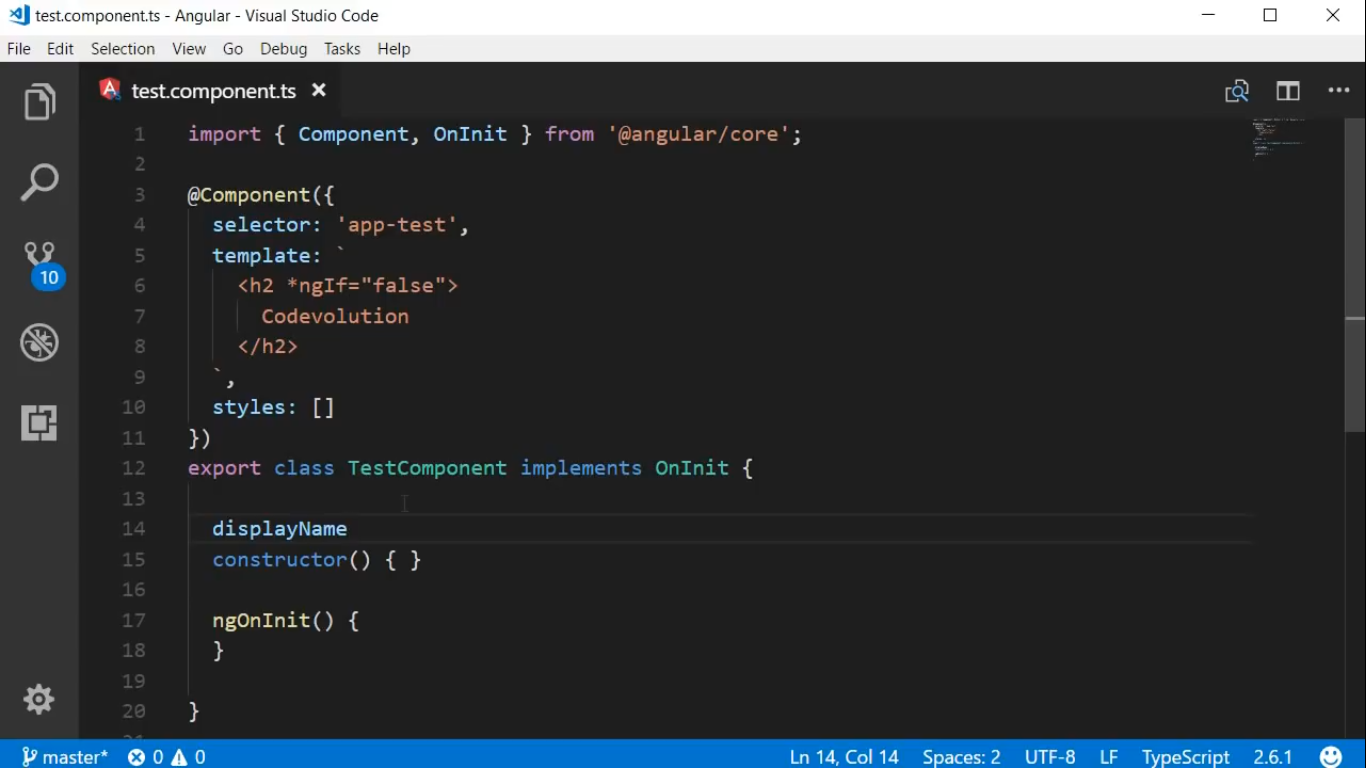 test.component.ts - Angular - Visual Studio Code
File Edit Selection View Go Debug Tasks Help
test.component.ts
1 import { Component, OnInit } from '@angular/core';
2
3 @Component({
4 selector: 'app-test',
5 template: `
6 <h2 *ngIf="false">
7 Codevolution
8 </h2>
9 `,
10 styles: []
11 })
12 export class TestComponent implements OnInit {
13
14 displayName
15 constructor() { }
16
17 ngOnInit() {
18 }
19
20 }
10
master* 0 0 Ln 14, Col 14 Spaces: 2 UTF-8 LF TypeScript 2.6.1